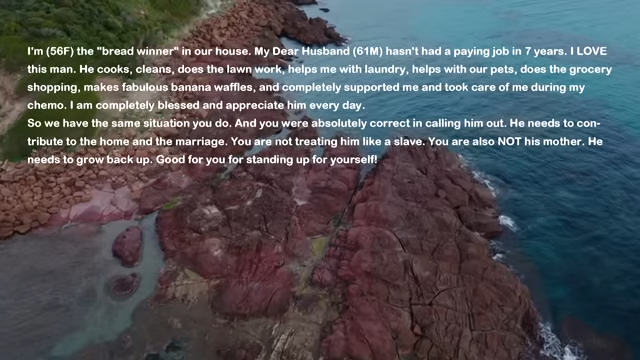 I'm (56F) the "bread winner" in our house. My Dear Husband (61M) hasn't had a paying job in 7 years. I LOVE
this man. He cooks, cleans, does the lawn work, helps me with laundry, helps with our pets, does the grocery
shopping, makes fabulous banana waffles, and completely supported me and took care of me during my
chemo. I am completely blessed and appreciate him every day.
So we have the same situation you do. And you were absolutely correct in calling him out. He needs to con-
tribute to the home and the marriage. You are not treating him like a slave. You are also NOT his mother. He
needs to grow back up. Good for you for standing up for yourself!